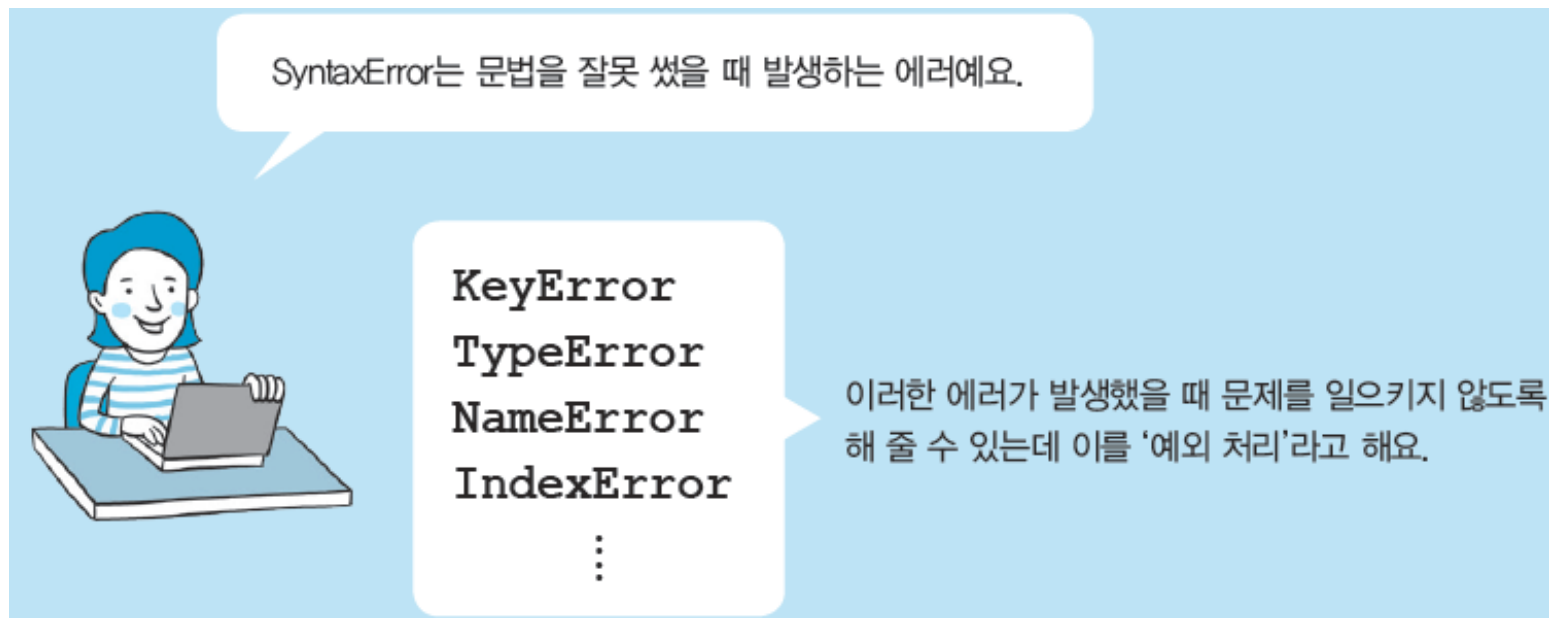 SyntaxError는 문법을 잘못 썼을 때 발생하는 에러예요.
KeyError
TypeError
NameError
IndexError
이러한 에러가 발생했을 때 문제를 일으키지 않도록
해 줄 수 있는데 이를 ‘예외 처리’라고 해요.